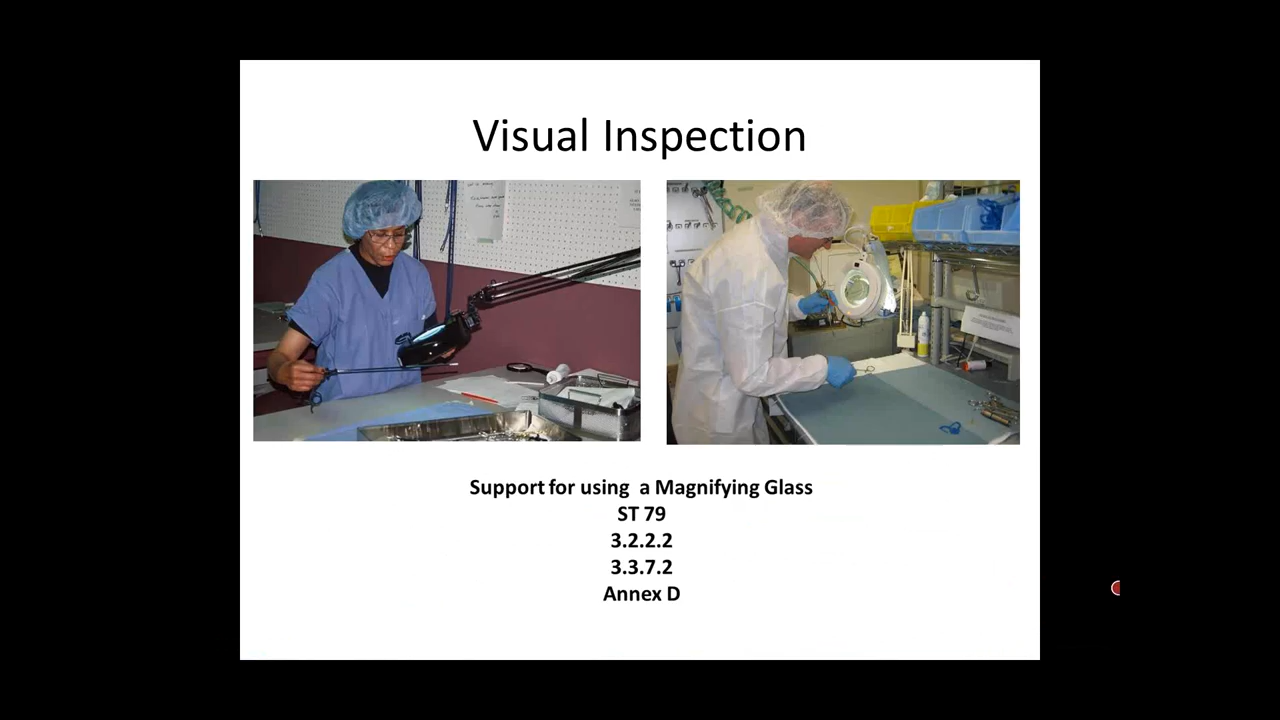 Visual Inspection
Support for using a Magnifying Glass
ST 79
3.2.2.2
3.3.7.2
Annex D